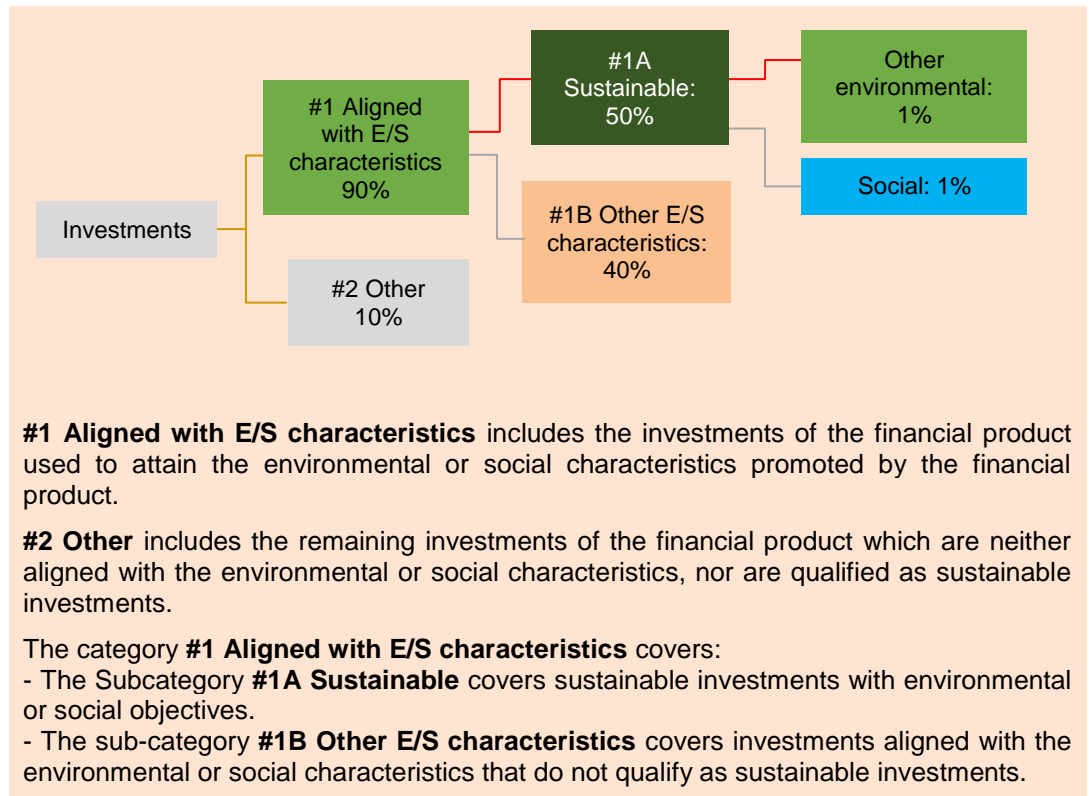 Investments
#1 Aligned
with E/S
characteristics
90%
#2 Other
10%
#1A
Sustainable:
50%
#1B Other E/S
characteristics:
40%
Other
environmental:
1%
Social: 1%
#1 Aligned with E/S characteristics includes the investments of the financial product
used to attain the environmental or social characteristics promoted by the financial
product.
#2 Other includes the remaining investments of the financial product which are neither
aligned with the environmental or social characteristics, nor are qualified as sustainable
investments.
The category #1 Aligned with E/S characteristics covers:
- The Subcategory #1A Sustainable covers sustainable investments with environmental
or social objectives.
- The sub-category #1B Other E/S characteristics covers investments aligned with the
environmental or social characteristics that do not qualify as sustainable investments.